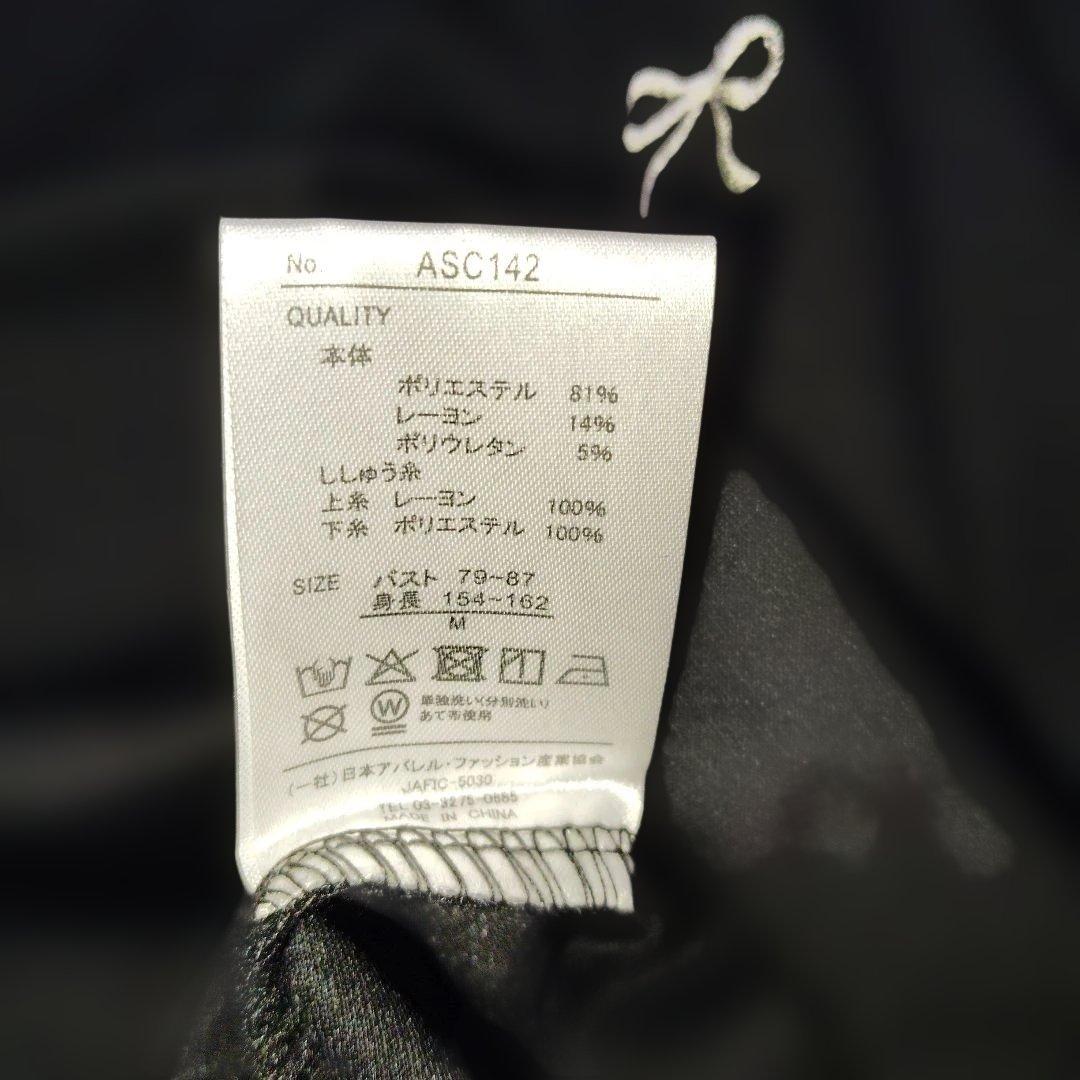 No. ASC142
QUALITY
本体
ポリエステル 81%
レーヨン 14%
ポリウレタン 5%
ししゅう糸
上糸 レーヨン 100%
下糸 ポリエステル 100%
SIZE バスト 79~87
身長 154~162
M
W 単独洗い(分別洗い)
あて布使用
(一社)日本アパレル・ファッション産業協会
JAFIC-5030
TEL 03-3275-0685
MADE IN CHINA